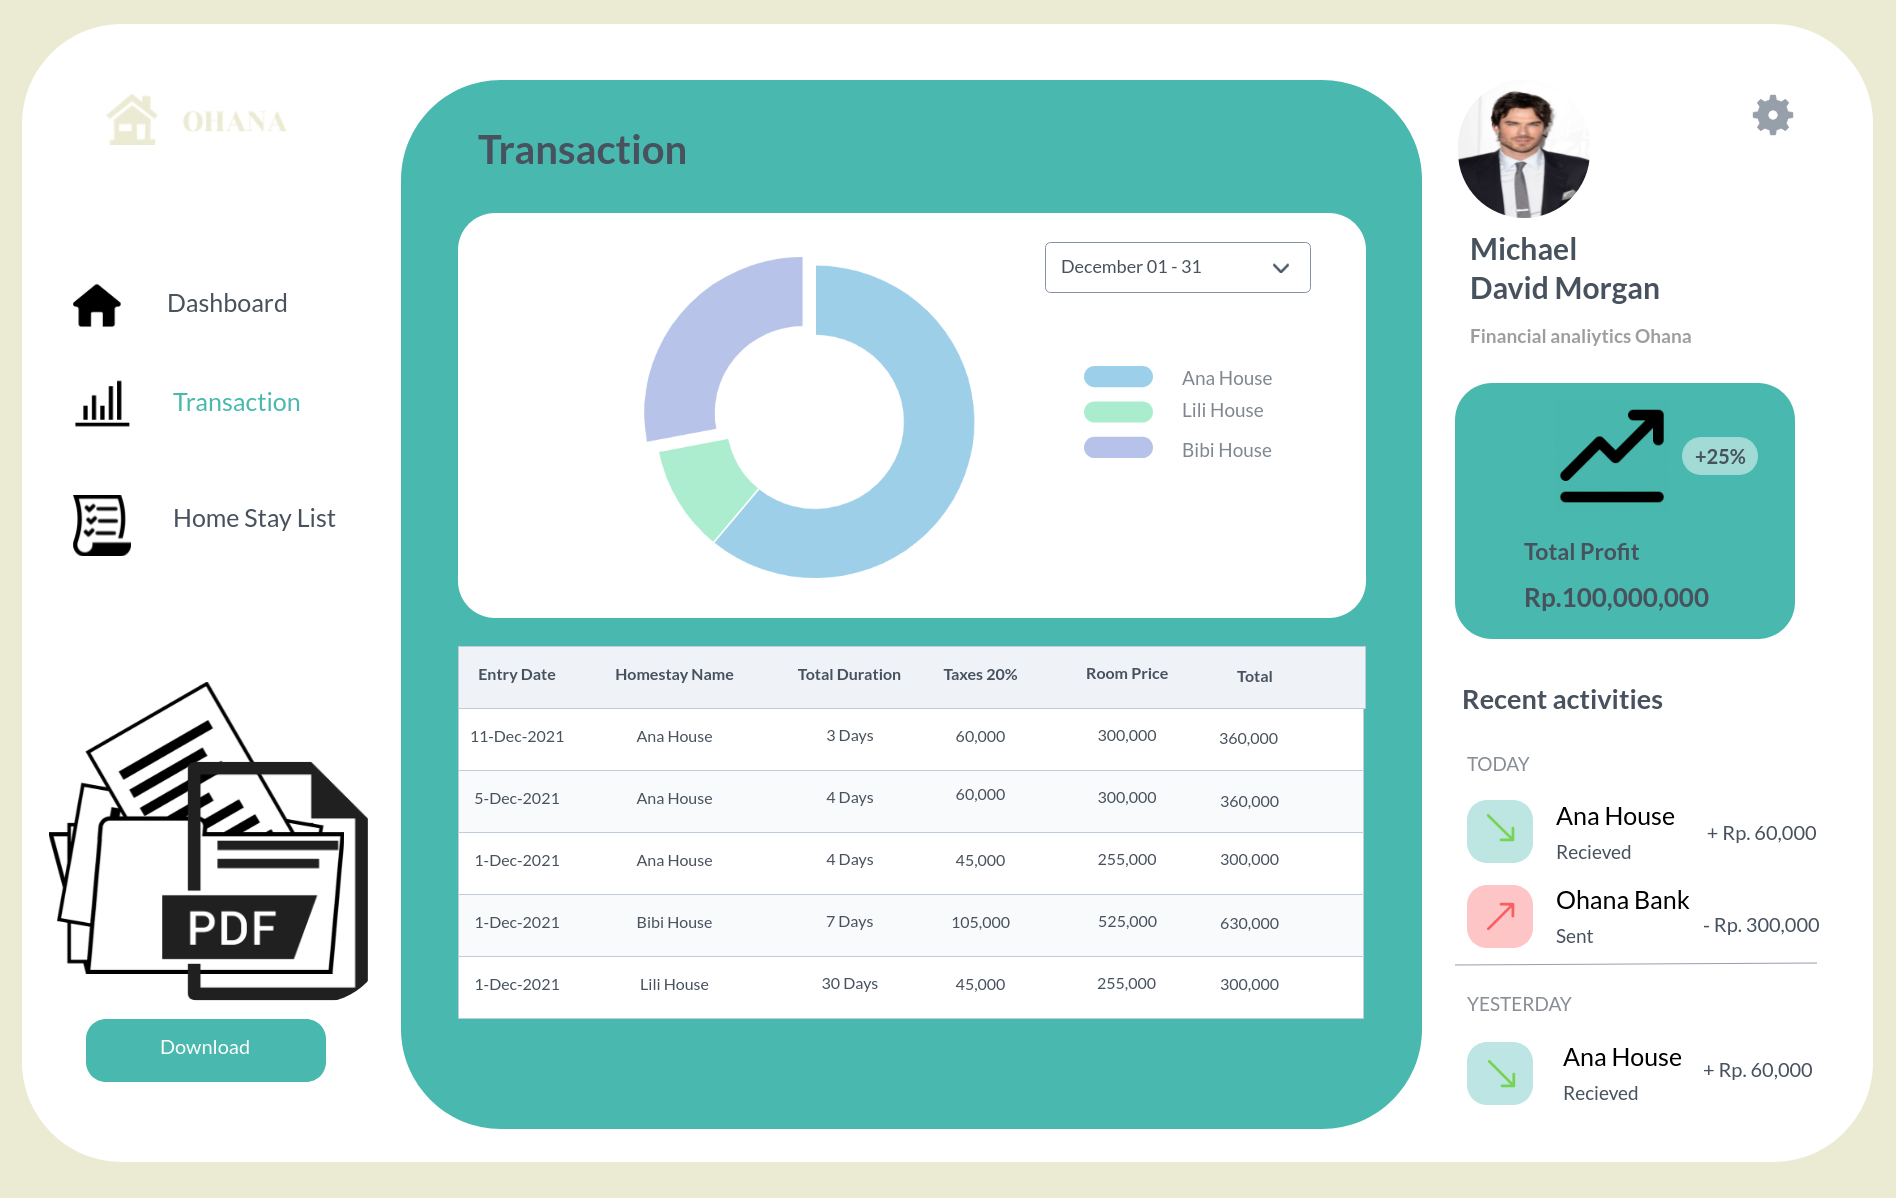 OHANA
Dashboard
Transaction
Home Stay List
PDF
Download
Transaction
December 01 - 31
Ana House
Lili House
Bibi House
Entry Date Homestay Name Total Duration Taxes 20% Room Price Total
11-Dec-2021 Ana House 3 Days 60,000 300,000 360,000
5-Dec-2021 Ana House 4 Days 60,000 300,000 360,000
1-Dec-2021 Ana House 4 Days 45,000 255,000 300,000
1-Dec-2021 Bibi House 7 Days 105,000 525,000 630,000
1-Dec-2021 Lili House 30 Days 45,000 255,000 300,000
Michael
David Morgan
Financial analiytics Ohana
+25%
Total Profit
Rp.100,000,000
Recent activities
TODAY
Ana House
+ Rp. 60,000
Recieved
Ohana Bank
- Rp. 300,000
Sent
YESTERDAY
Ana House
+ Rp. 60,000
Recieved